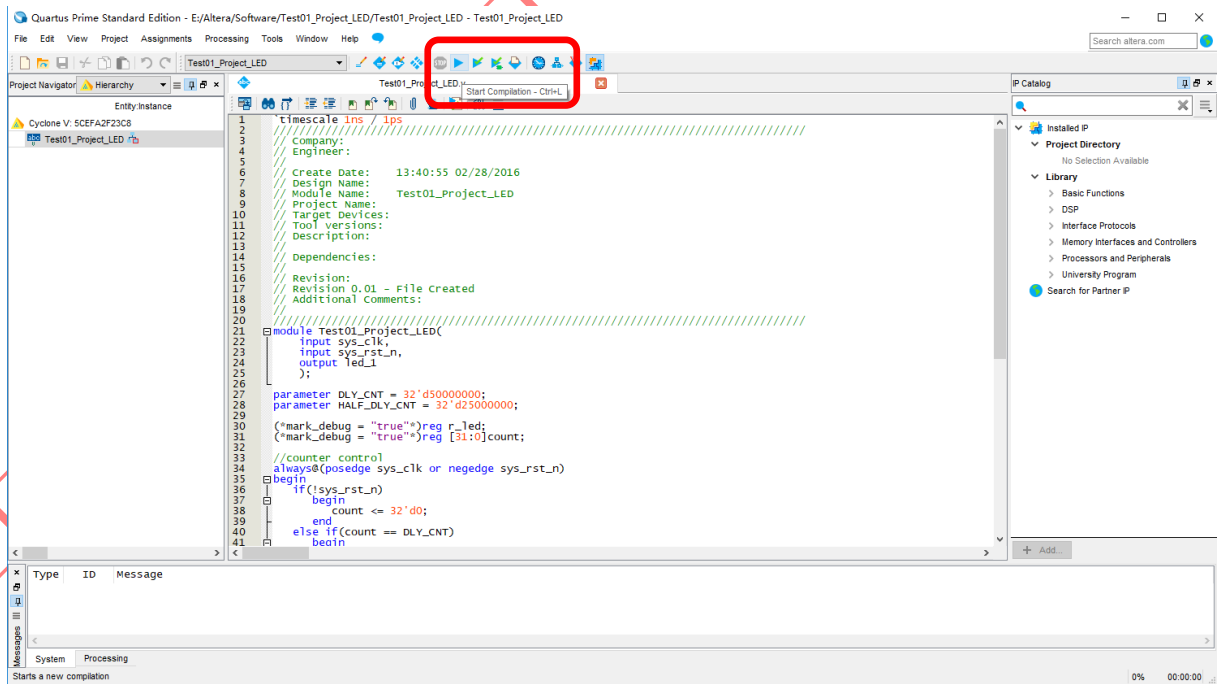 Quartus Prime Standard Edition - E:/Altera/Software/Test01_Project_LED/Test01_Project_LED - Test01_Project_LED
File Edit View Project Assignments Processing Tools Window Help
Search altera.com
Test01_Project_LED
STOP
Project Navigator Hierarchy
Entity:Instance
Cyclone V: 5CEFA2F23C8
Test01_Project_LED
Test01_Project_LED.v
Start Compilation - Ctrl+L
1 `timescale 1ns / 1ps
2 //////////////////////////////////////////////////////////////////////////////////
3 // Company:
4 // Engineer:
5 //
6 // Create Date: 13:40:55 02/28/2016
7 // Design Name:
8 // Module Name: Test01_Project_LED
9 // Project Name:
10 // Target Devices:
11 // Tool versions:
12 // Description:
13 //
14 // Dependencies:
15 //
16 // Revision:
17 // Revision 0.01 - File Created
18 // Additional Comments:
19 //
20 //////////////////////////////////////////////////////////////////////////////////
21 module Test01_Project_LED(
22 input sys_clk,
23 input sys_rst_n,
24 output led_1
25 );
26
27 parameter DLY_CNT = 32'd50000000;
28 parameter HALF_DLY_CNT = 32'd25000000;
29
30 (*mark_debug = "true"*)reg r_led;
31 (*mark_debug = "true"*)reg [31:0]count;
32
33 //counter control
34 always@(posedge sys_clk or negedge sys_rst_n)
35 begin
36 if(!sys_rst_n)
37 begin
38 count <= 32'd0;
39 end
40 else if(count == DLY_CNT)
41 begin
IP Catalog
Installed IP
Project Directory
No Selection Available
Library
Basic Functions
DSP
Interface Protocols
Memory Interfaces and Controllers
Processors and Peripherals
University Program
Search for Partner IP
+ Add...
Type ID Message
Messages
System Processing
Starts a new compilation
0% 00:00:00